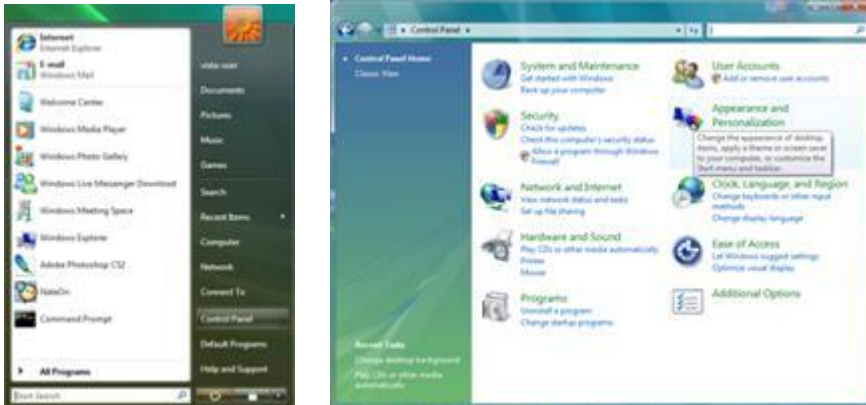 Internet
Internet Explorer
E-mail
Windows Mail
Welcome Center
Windows Media Player
Windows Photo Gallery
Windows Live Messenger Download
Windows Meeting Space
Windows Explorer
Adobe Photoshop CS2
NateOn
Command Prompt
All Programs
Start Search
vista user
Documents
Pictures
Music
Games
Search
Recent Items
Computer
Network
Connect To
Control Panel
Default Programs
Help and Support
Control Panel
Control Panel Home
Classic View
Recent Tasks
Change desktop background
Play CDs or other media
automatically
System and Maintenance
Get started with Windows
Back up your computer
Security
Check for updates
Check this computer's security status
Allow a program through Windows
Firewall
Network and Internet
View network status and tasks
Set up file sharing
Hardware and Sound
Play CDs or other media automatically
Printer
Mouse
Programs
Uninstall a program
Change startup programs
User Accounts
Add or remove user accounts
Appearance and
Personalization
Change the appearance of desktop
items, apply a theme or screen saver
to your computer, or customize the
Start menu and taskbar.
Clock, Language, and Region
Change keyboards or other input
methods
Change display language
Ease of Access
Let Windows suggest settings
Optimize visual display
Additional Options